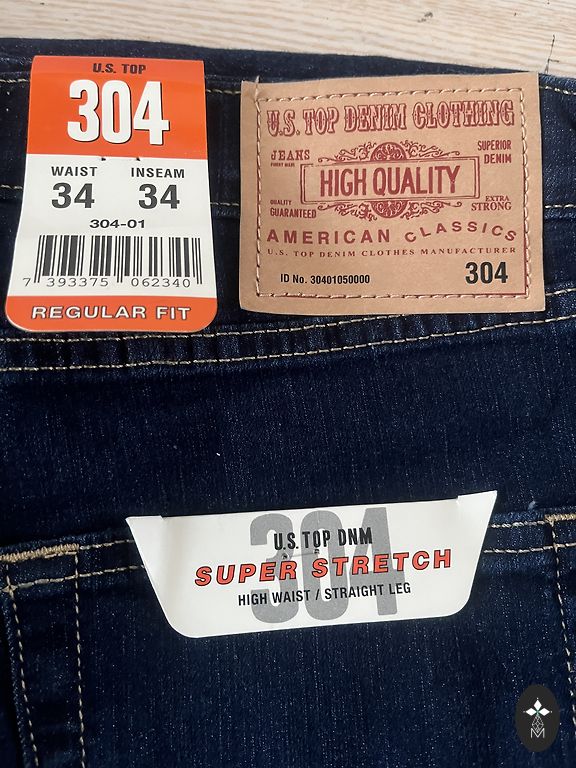 U.S. TOP
304
WAIST INSEAM
34 34
304-01
7 393375 062340
REGULAR FIT
U.S. TOP DENIM CLOTHING
JEANS SUPERIOR
DENIM
HIGH QUALITY
QUALITY
GUARANTEED
EXTRA
STRONG
AMERICAN CLASSICS
U.S. TOP DENIM CLOTHES MANUFACTURER
ID No. 30401050000 304
304
U.S. TOP DNM
SUPER STRETCH
HIGH WAIST / STRAIGHT LEG